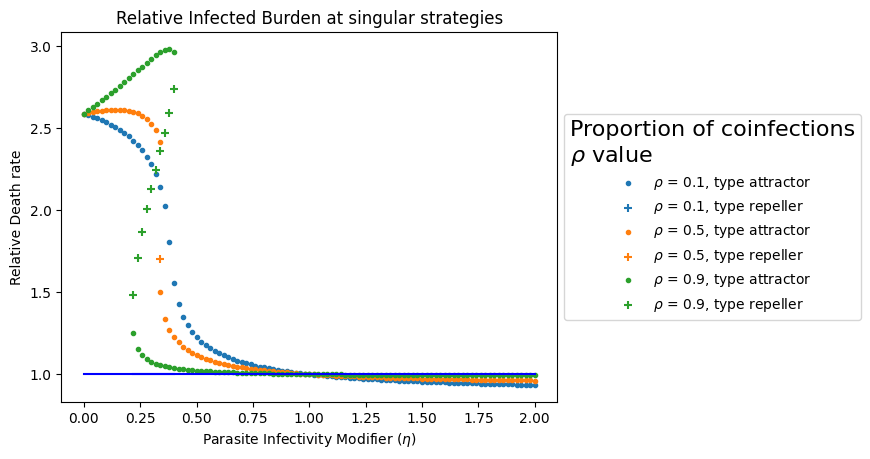 Relative Infected Burden at singular strategies
Relative Death rate
3.0
2.5
2.0
1.5
1.0
0.00 0.25 0.50 0.75 1.00 1.25 1.50 1.75 2.00
Parasite Infectivity Modifier (η)
Proportion of coinfections
ρ value
ρ = 0.1, type attractor
ρ = 0.1, type repeller
ρ = 0.5, type attractor
ρ = 0.5, type repeller
ρ = 0.9, type attractor
ρ = 0.9, type repeller